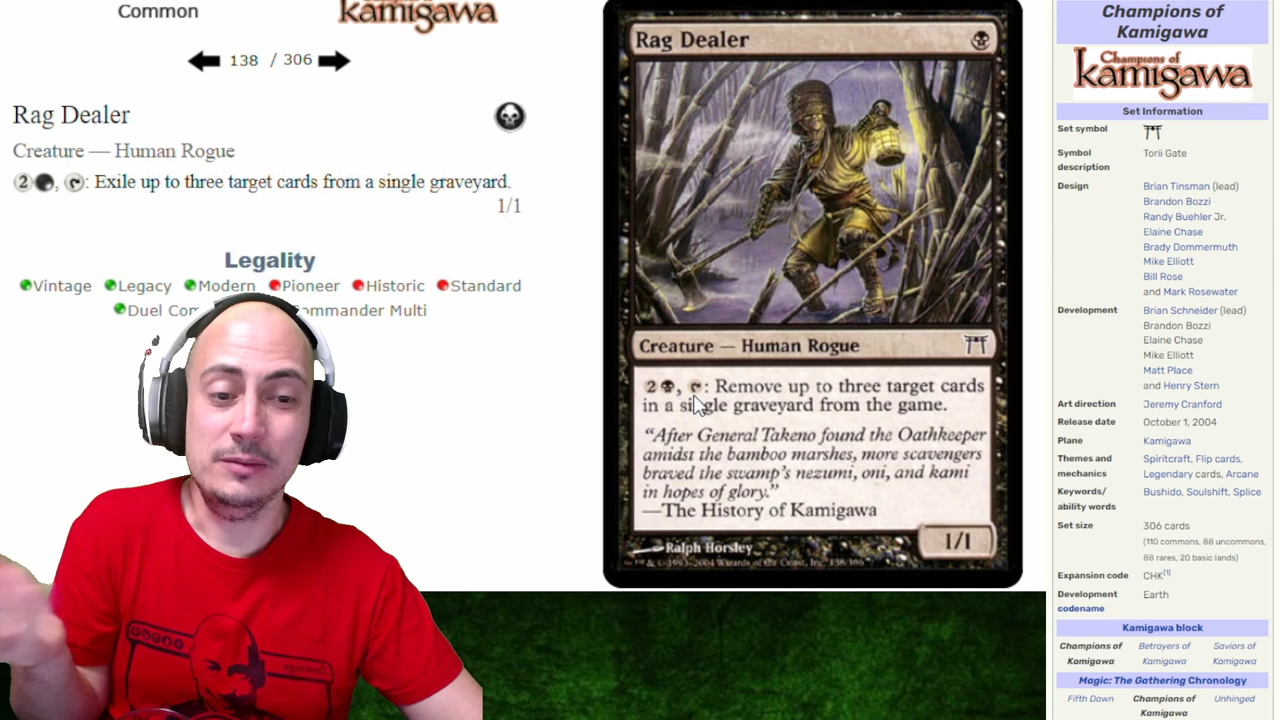 Common
kamigawa
138 / 306
Rag Dealer
Creature — Human Rogue
2 , : Exile up to three target cards from a single graveyard.
1/1
Legality
Vintage Legacy Modern Pioneer Historic Standard
Duel ommander Multi
Rag Dealer
Creature — Human Rogue
2 , : Remove up to three target cards
in a single graveyard from the game.
“After General Takeno found the Oathkeeper
amidst the bamboo marshes, more scavengers
braved the swamp’s nezumi, oni, and kami
in hopes of glory.”
—The History of Kamigawa
1/1
Ralph Horsley
Champions of
Kamigawa
Champions of
kamigawa
Set Information
Set symbol
Symbol description Torii Gate
Design Brian Tinsman (lead)
Brandon Bozzi
Randy Buehler Jr.
Elaine Chase
Brady Dommermuth
Mike Elliott
Bill Rose
and Mark Rosewater
Development Brian Schneider (lead)
Brandon Bozzi
Elaine Chase
Mike Elliott
Matt Place
and Henry Stern
Art direction Jeremy Cranford
Release date October 1, 2004
Plane Kamigawa
Themes and mechanics Spiritcraft, Flip cards,
Legendary cards, Arcane
Keywords/ ability words Bushido, Soulshift, Splice
Set size 306 cards
(110 commons, 88 uncommons,
88 rares, 20 basic lands)
Expansion code CHK[1]
Development codename Earth
Kamigawa block
Champions of Kamigawa Betrayers of Kamigawa Saviors of Kamigawa
Magic: The Gathering Chronology
Fifth Dawn Champions of Kamigawa Unhinged